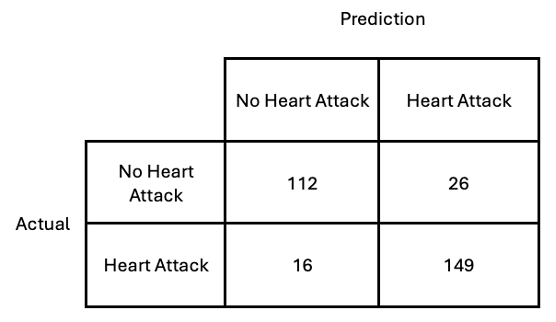 Prediction
No Heart Attack
Heart Attack
No Heart
Attack
112
26
Actual
Heart Attack
16
149